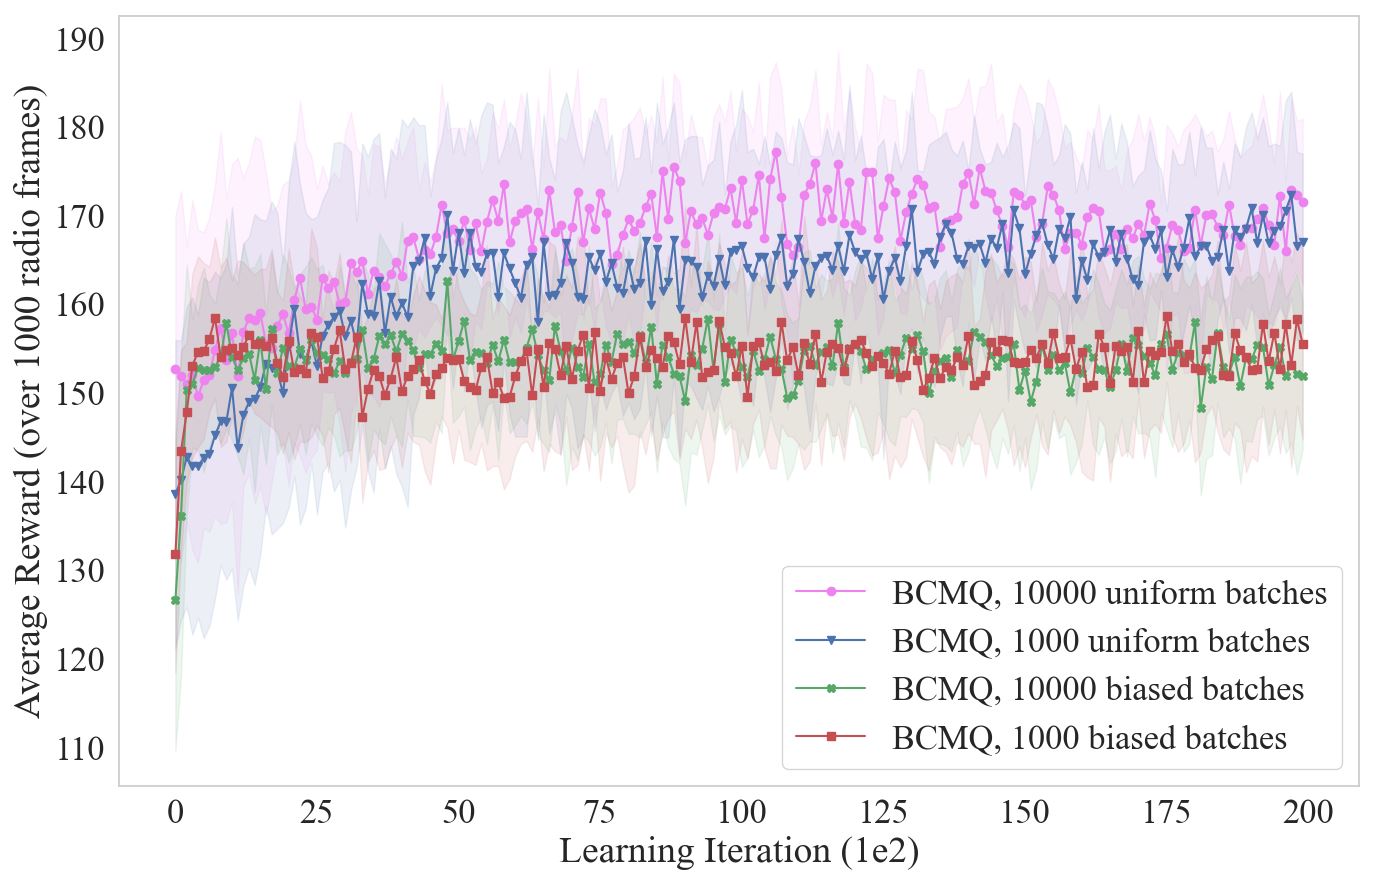 Average Reward (over 1000 radio frames)
190
180
170
160
150
140
130
120
110
BCMQ, 10000 uniform batches
BCMQ, 1000 uniform batches
BCMQ, 10000 biased batches
BCMQ, 1000 biased batches
0 25 50 75 100 125 150 175 200
Learning Iteration (1e2)